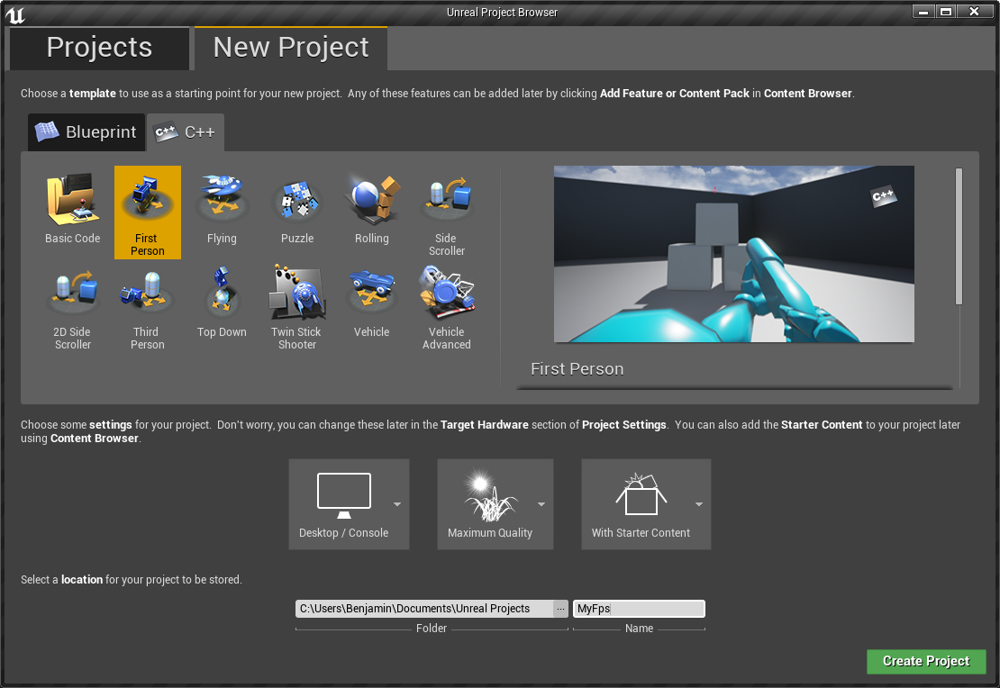 Unreal Project Browser
Projects
New Project
Choose a template to use as a starting point for your new project. Any of these features can be added later by clicking Add Feature or Content Pack in Content Browser.
Blueprint
C++
C++
Basic Code
First
Person
Flying
Puzzle
Rolling
Side
Scroller
2D Side
Scroller
Third
Person
Top Down
Twin Stick
Shooter
Vehicle
Vehicle
Advanced
C++
First Person
Choose some settings for your project. Don't worry, you can change these later in the Target Hardware section of Project Settings. You can also add the Starter Content to your project later
using Content Browser.
Desktop / Console
Maximum Quality
With Starter Content
Select a location for your project to be stored.
C:\Users\Benjamin\Documents\Unreal Projects
...
MyFps
Folder
Name
Create Project